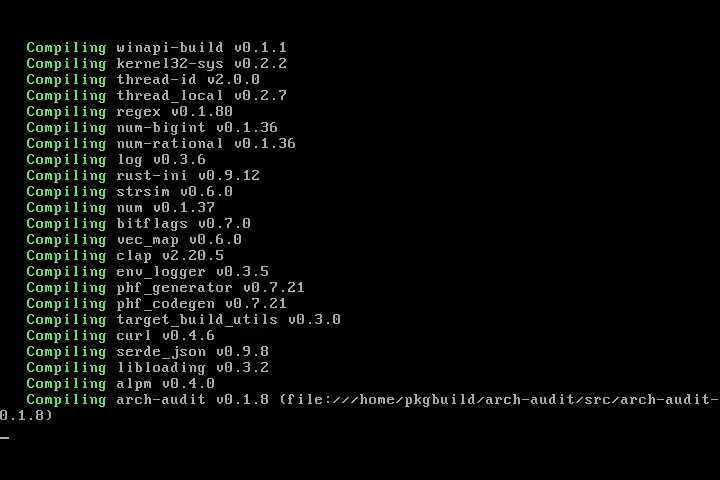 Compiling winapi-build v0.1.1
Compiling kernel32-sys v0.2.2
Compiling thread-id v2.0.0
Compiling thread_local v0.2.7
Compiling regex v0.1.80
Compiling num-bigint v0.1.36
Compiling num-rational v0.1.36
Compiling log v0.3.6
Compiling rust-ini v0.9.12
Compiling strsim v0.6.0
Compiling num v0.1.37
Compiling bitflags v0.7.0
Compiling vec_map v0.6.0
Compiling clap v2.20.5
Compiling env_logger v0.3.5
Compiling phf_generator v0.7.21
Compiling phf_codegen v0.7.21
Compiling target_build_utils v0.3.0
Compiling curl v0.4.6
Compiling serde_json v0.9.8
Compiling libloading v0.3.2
Compiling alpm v0.4.0
Compiling arch-audit v0.1.8 (file:///home/pkgbuild/arch-audit/src/arch-audit-
0.1.8)